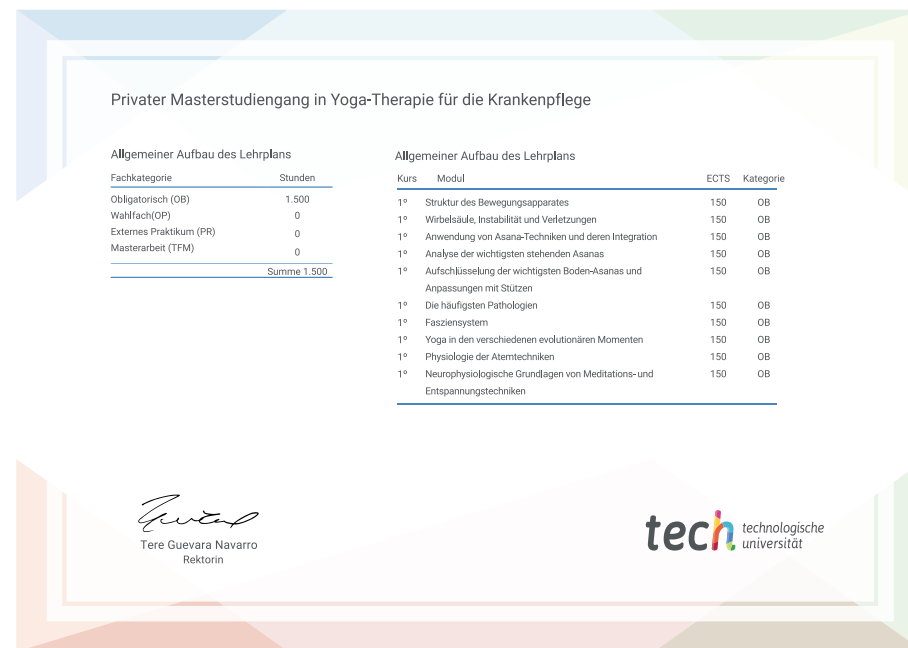 Privater Masterstudiengang in Yoga-Therapie für die Krankenpflege
Allgemeiner Aufbau des Lehrplans
Fachkategorie Stunden
Obligatorisch (OB) 1.500
Wahlfach(OP) 0
Externes Praktikum (PR) 0
Masterarbeit (TFM) 0
Summe 1.500
Allgemeiner Aufbau des Lehrplans
Kurs Modul ECTS Kategorie
1º Struktur des Bewegungsapparates 150 OB
1º Wirbelsäule, Instabilität und Verletzungen 150 OB
1º Anwendung von Asana-Techniken und deren Integration 150 OB
1º Analyse der wichtigsten stehenden Asanas 150 OB
1º Aufschlüsselung der wichtigsten Boden-Asanas und 150 OB
Anpassungen mit Stützen
1º Die häufigsten Pathologien 150 OB
1º Fasziensystem 150 OB
1º Yoga in den verschiedenen evolutionären Momenten 150 OB
1º Physiologie der Atemtechniken 150 OB
1º Neurophysiologische Grundlagen von Meditations- und 150 OB
Entspannungstechniken
Tere Guevara Navarro
Rektorin
tech technologische
universität